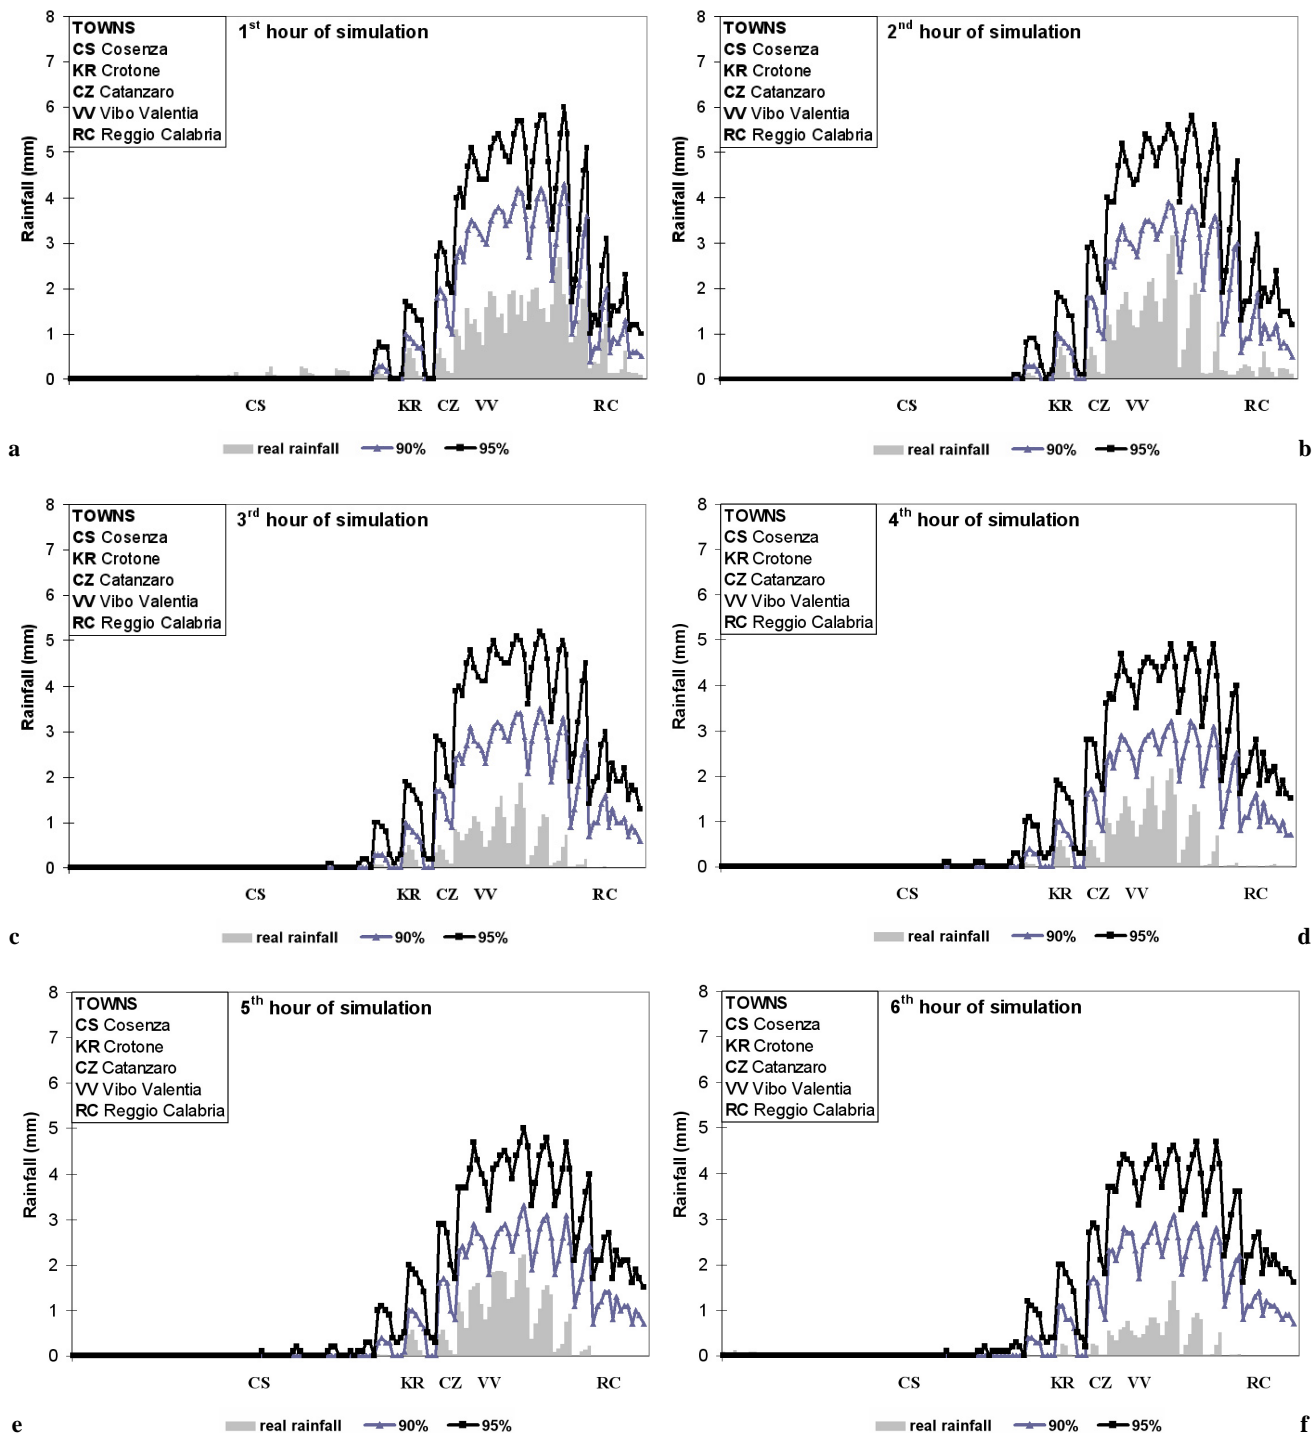 TOWNS
CS Cosenza
KR Crotone
CZ Catanzaro
VV Vibo Valentia
RC Reggio Calabria
1st hour of simulation
Rainfall (mm)
8
7
6
5
4
3
2
1
0
CS KR CZ VV RC
real rainfall 90% 95%
a
TOWNS
CS Cosenza
KR Crotone
CZ Catanzaro
VV Vibo Valentia
RC Reggio Calabria
2nd hour of simulation
Rainfall (mm)
8
7
6
5
4
3
2
1
0
CS KR CZ VV RC
real rainfall 90% 95%
b
TOWNS
CS Cosenza
KR Crotone
CZ Catanzaro
VV Vibo Valentia
RC Reggio Calabria
3rd hour of simulation
Rainfall (mm)
8
7
6
5
4
3
2
1
0
CS KR CZ VV RC
real rainfall 90% 95%
c
TOWNS
CS Cosenza
KR Crotone
CZ Catanzaro
VV Vibo Valentia
RC Reggio Calabria
4th hour of simulation
Rainfall (mm)
8
7
6
5
4
3
2
1
0
CS KR CZ VV RC
real rainfall 90% 95%
d
TOWNS
CS Cosenza
KR Crotone
CZ Catanzaro
VV Vibo Valentia
RC Reggio Calabria
5th hour of simulation
Rainfall (mm)
8
7
6
5
4
3
2
1
0
CS KR CZ VV RC
real rainfall 90% 95%
e
TOWNS
CS Cosenza
KR Crotone
CZ Catanzaro
VV Vibo Valentia
RC Reggio Calabria
6th hour of simulation
Rainfall (mm)
8
7
6
5
4
3
2
1
0
CS KR CZ VV RC
real rainfall 90% 95%
f